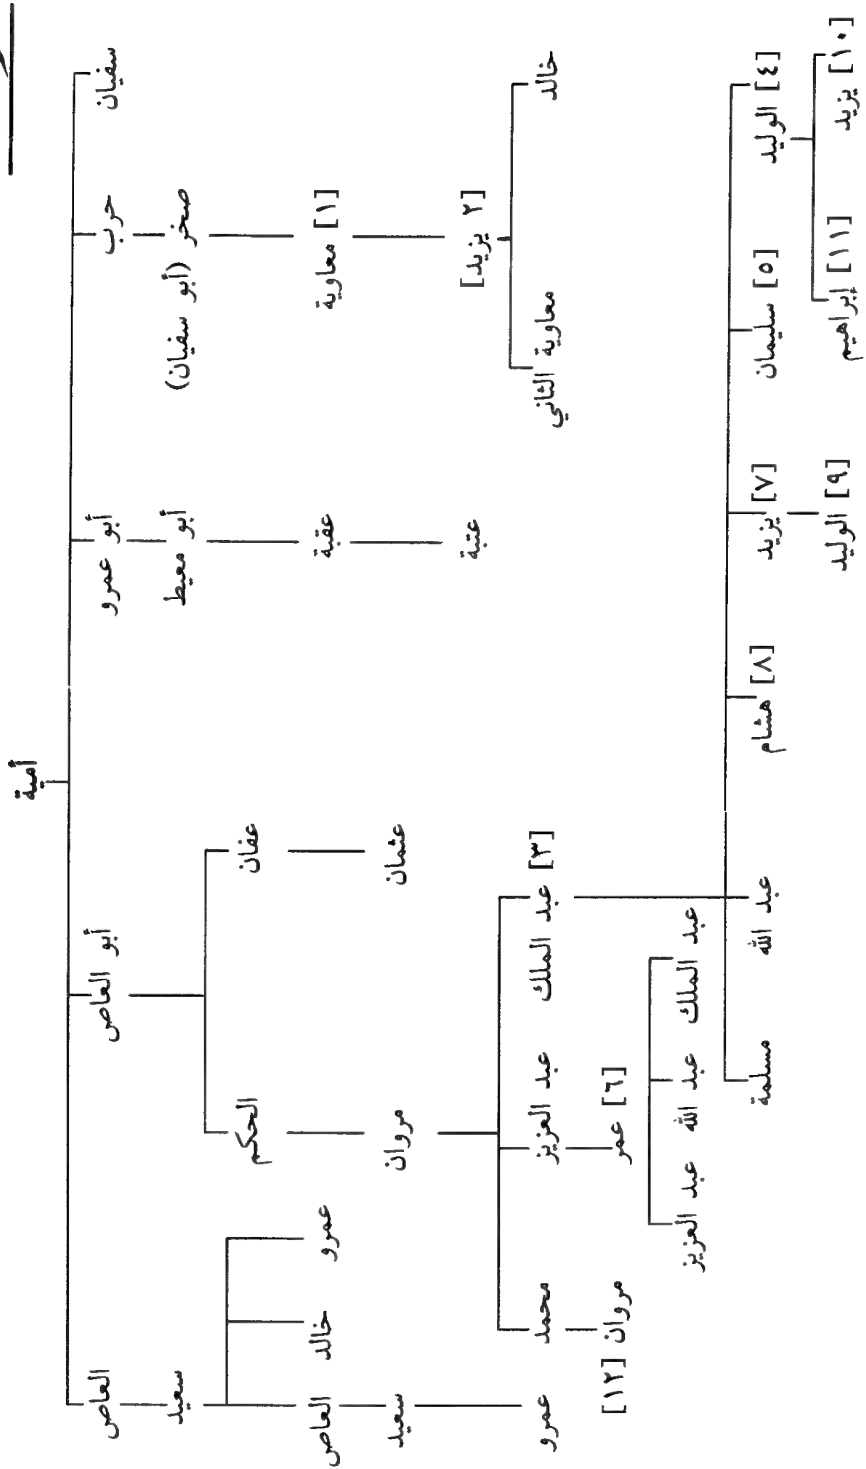 أمية
سفيان حرب أبو عمرو أبو العاص العاص
صخر (أبو سفيان) أبو معيط سعيد
عفان الحكم
[١] معاوية عقبة عمرو خالد العاص
عثمان مروان سعيد
[٢ يزيد] عتبة
خالد معاوية الثاني [٣] عبد الملك عبد العزيز محمد عمرو
[٦] عمر مروان [١٢]
عبد الملك عبد الله عبد العزيز
[٤] الوليد [٥] سليمان [٧] يزيد [٨] هشام عبد الله مسلمة
[١٠] يزيد [١١] إبراهيم [٩] الوليد